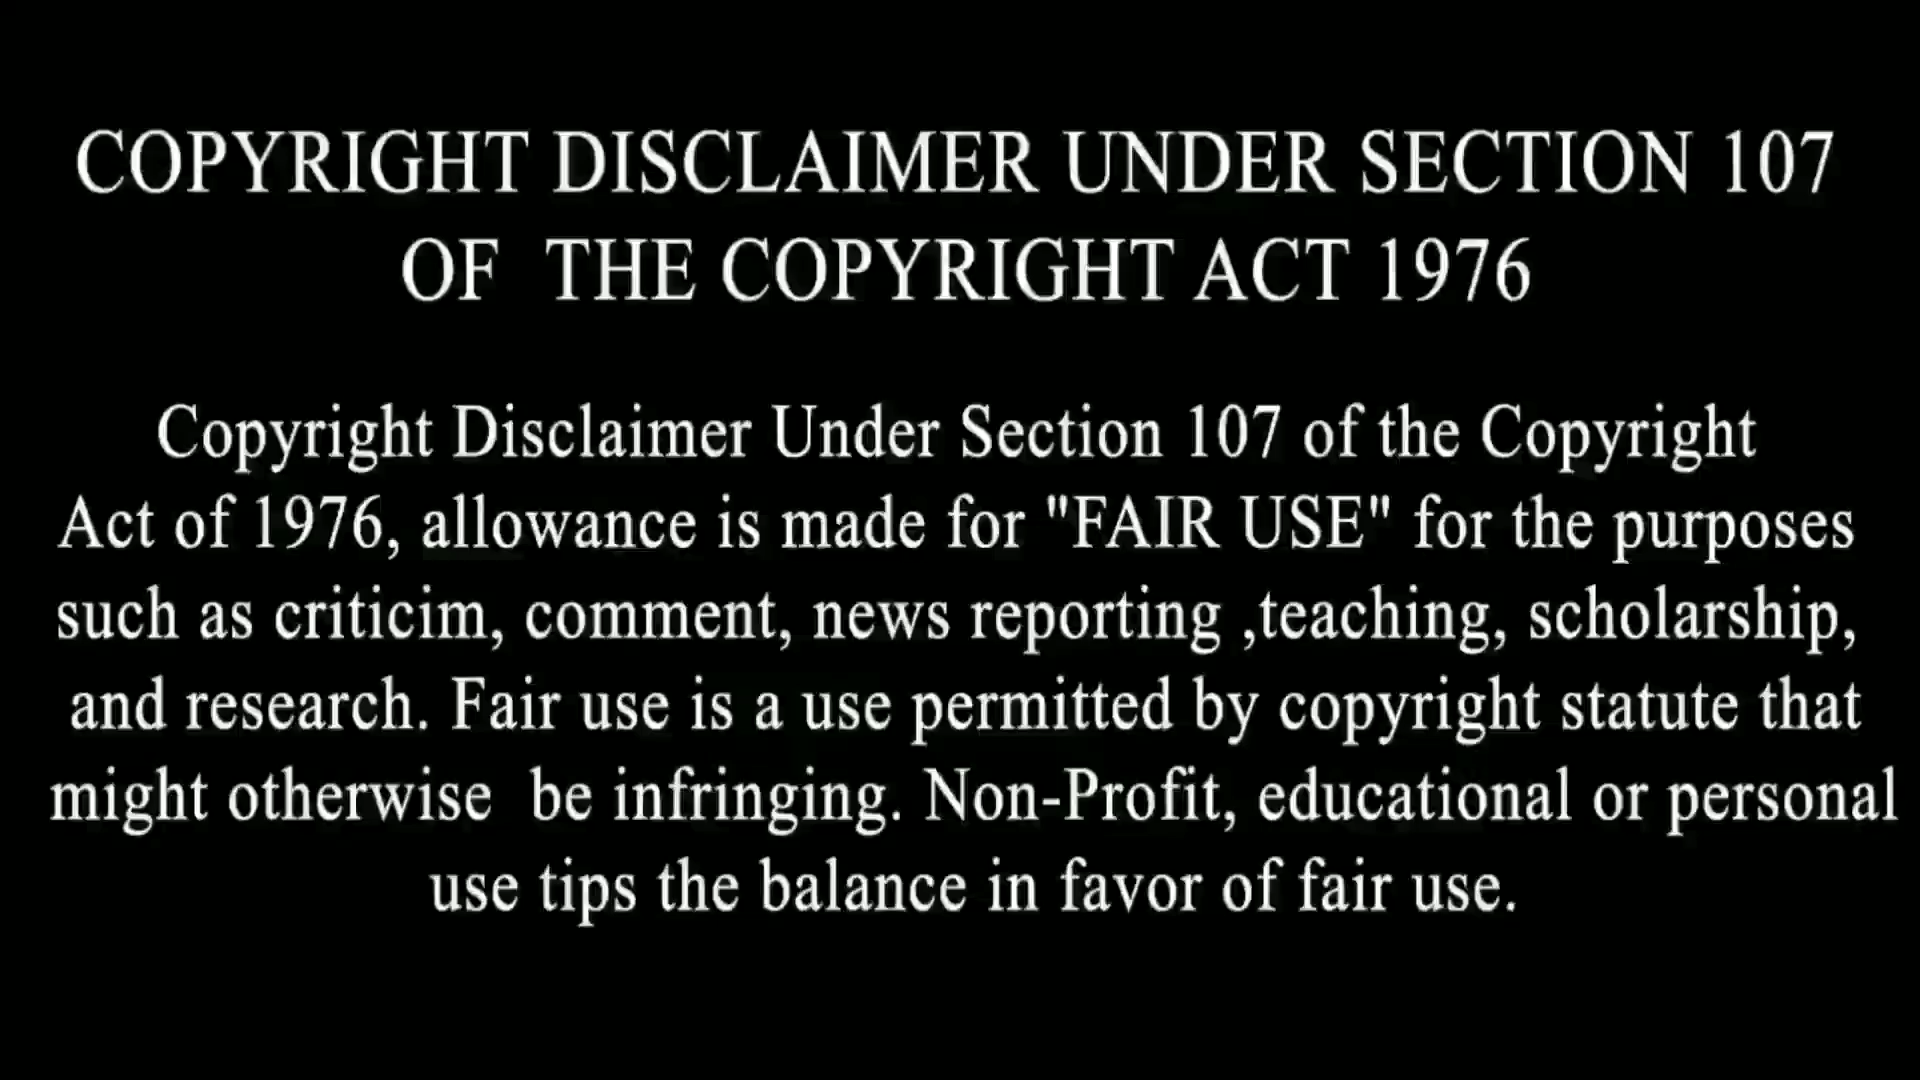 COPYRIGHT DISCLAIMER UNDER SECTION 107
OF THE COPYRIGHT ACT 1976
Copyright Disclaimer Under Section 107 of the Copyright
Act of 1976, allowance is made for "FAIR USE" for the purposes
such as criticim, comment, news reporting ,teaching, scholarship,
and research. Fair use is a use permitted by copyright statute that
might otherwise be infringing. Non-Profit, educational or personal
use tips the balance in favor of fair use.